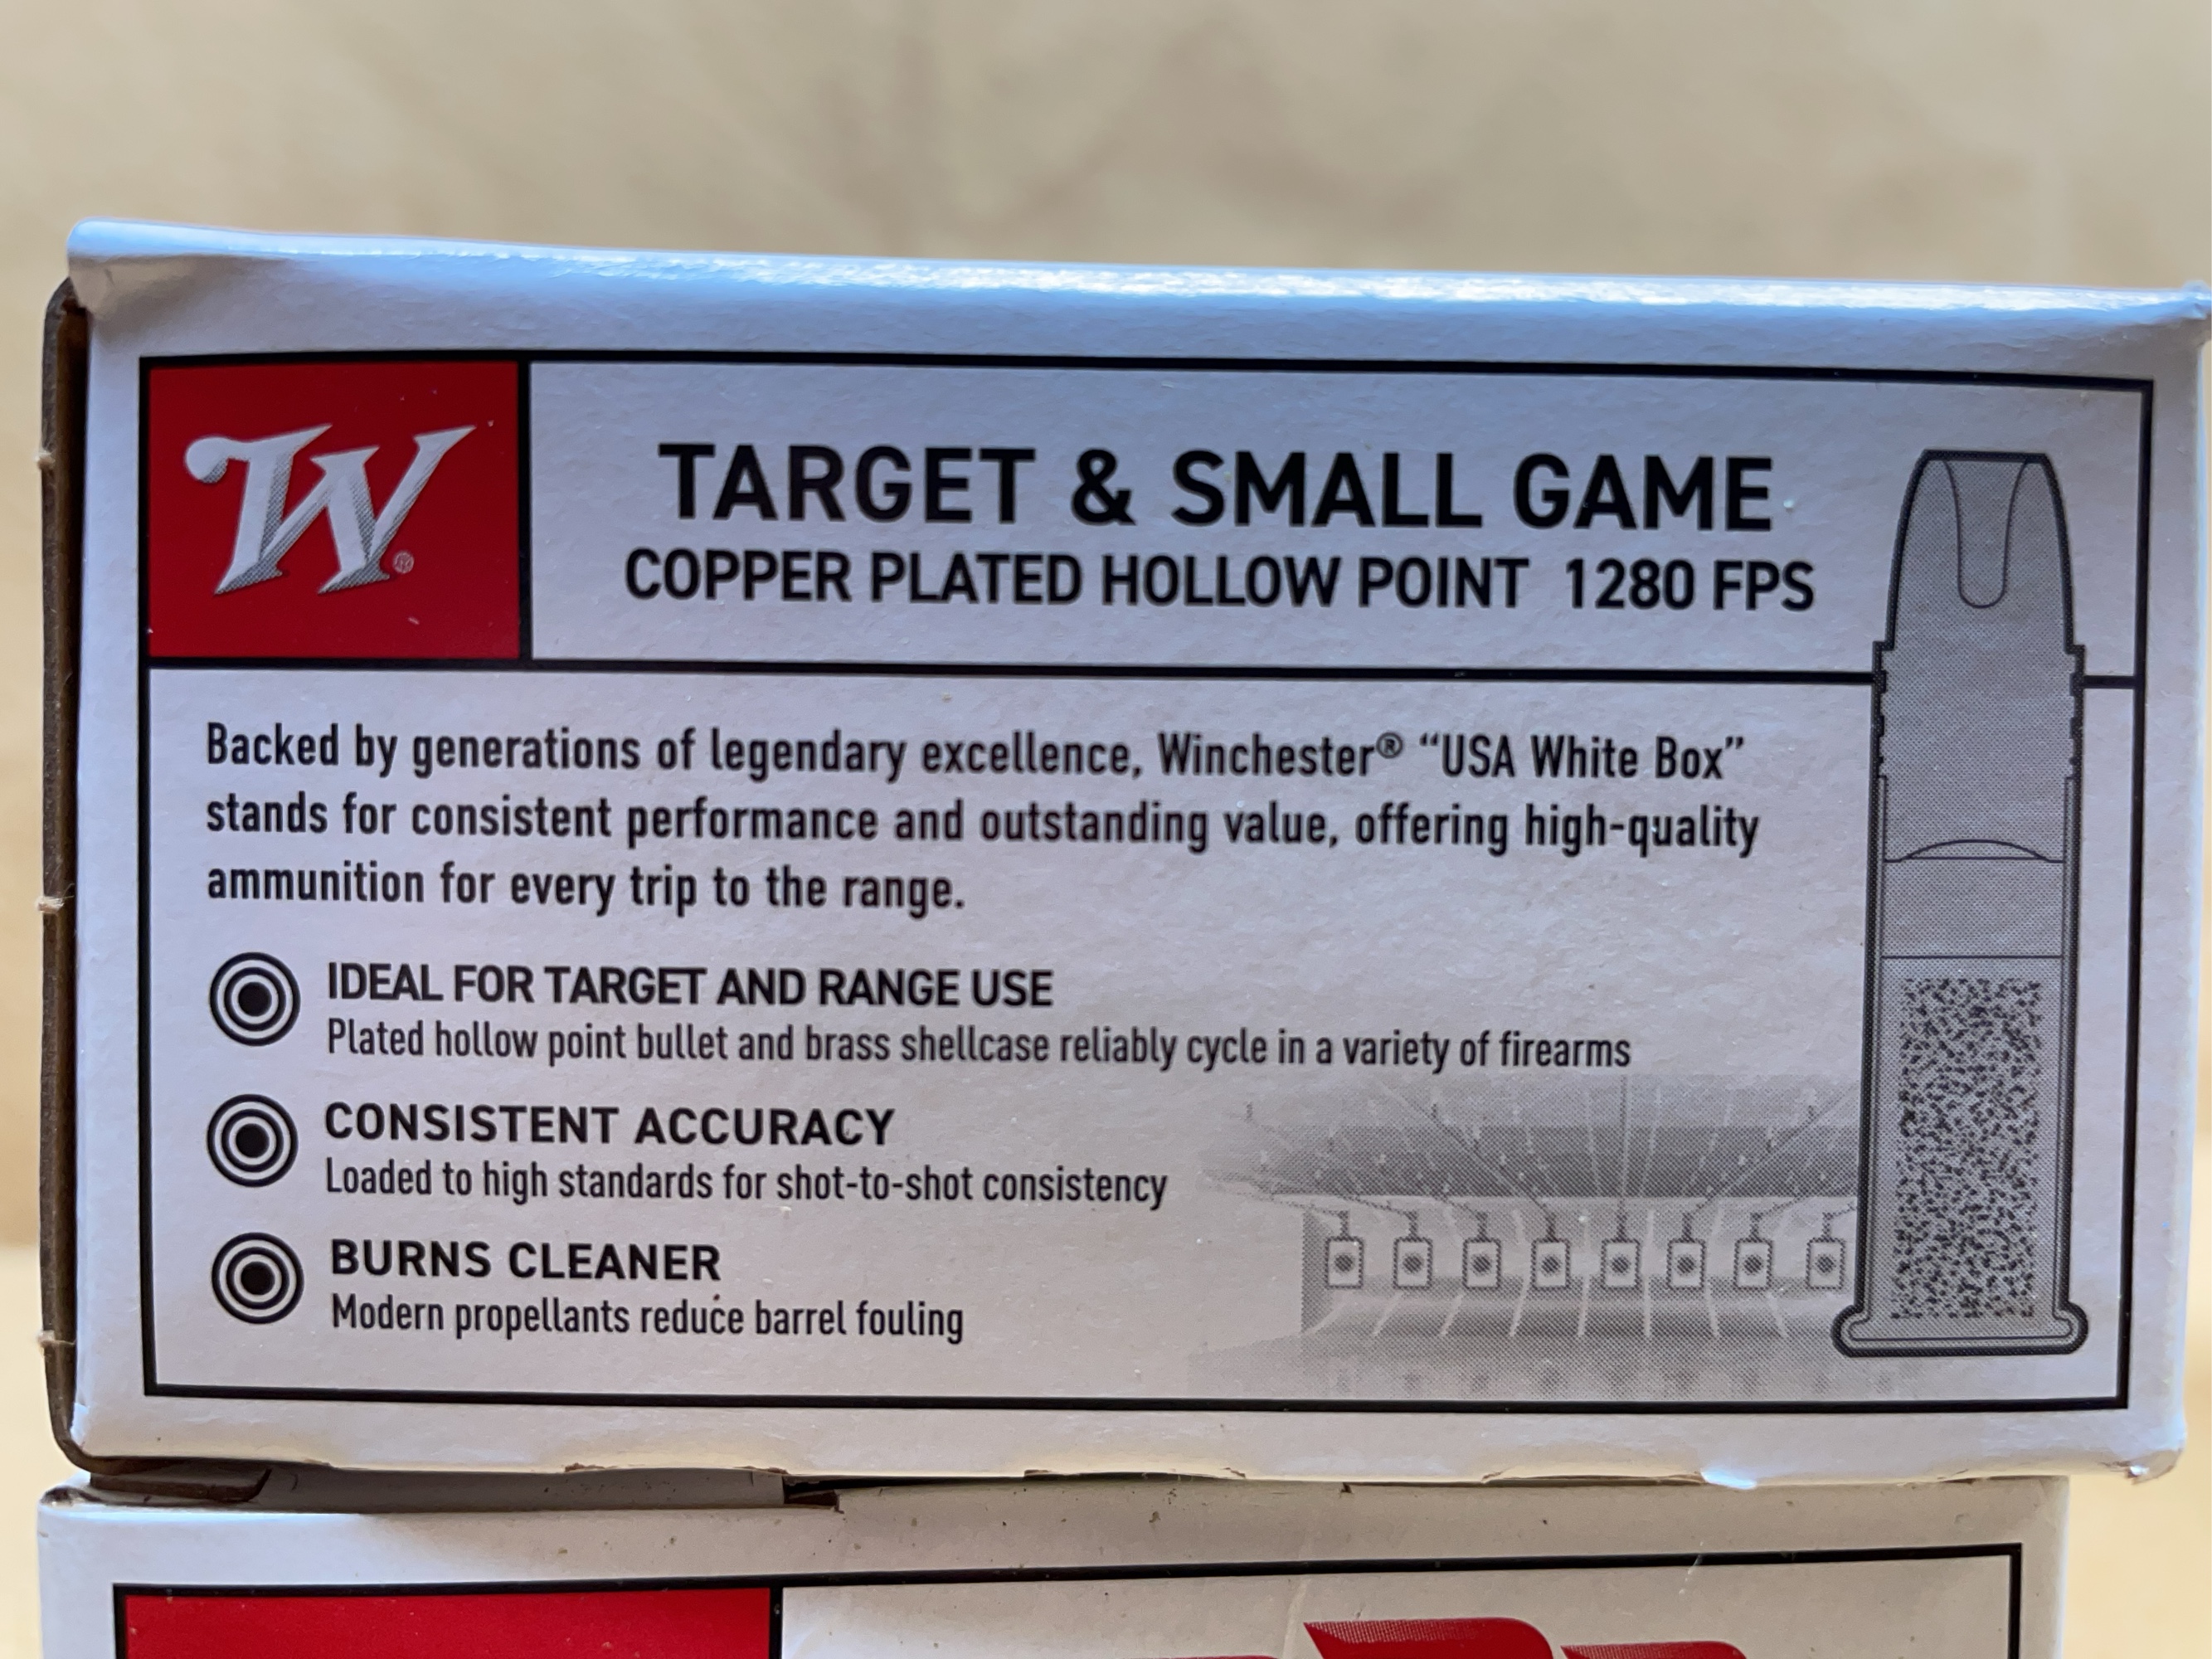 W®
TARGET & SMALL GAME
COPPER PLATED HOLLOW POINT 1280 FPS
Backed by generations of legendary excellence, Winchester® “USA White Box”
stands for consistent performance and outstanding value, offering high-quality
ammunition for every trip to the range.
IDEAL FOR TARGET AND RANGE USE
Plated hollow point bullet and brass shellcase reliably cycle in a variety of firearms
CONSISTENT ACCURACY
Loaded to high standards for shot-to-shot consistency
BURNS CLEANER
Modern propellants reduce barrel fouling